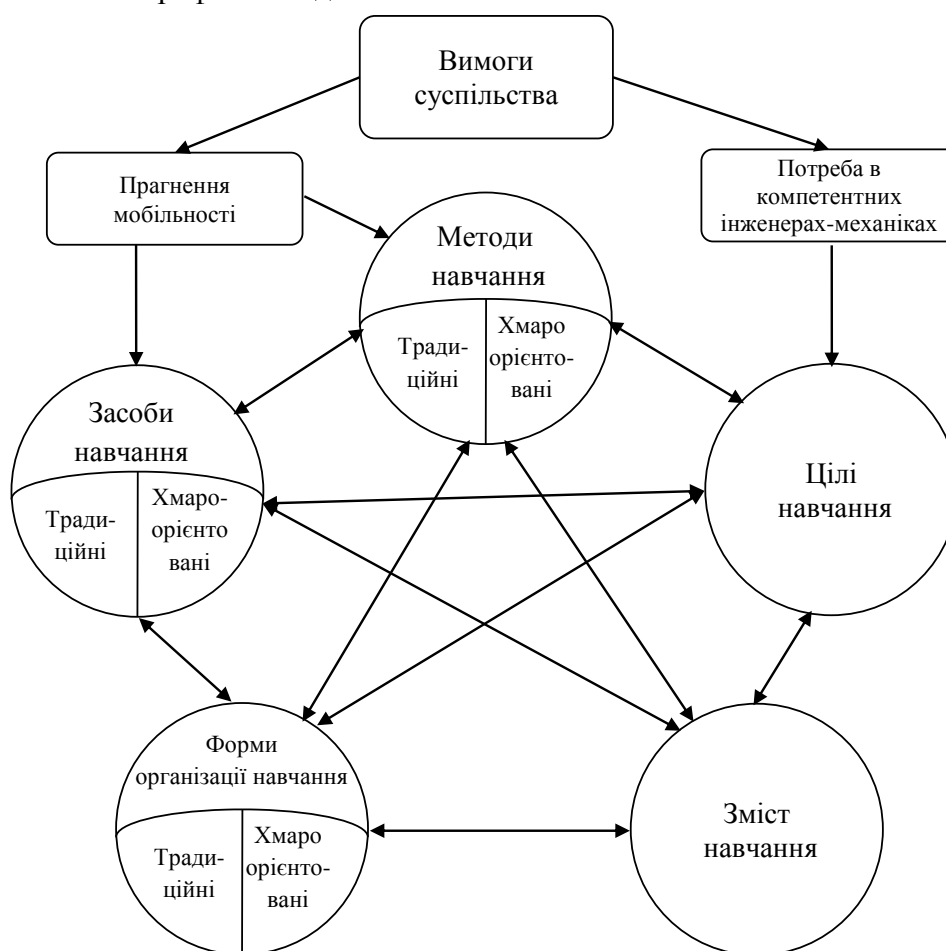 Вимоги
суспільства
Прагнення
мобільності
Потреба в
компетентних
інженерах-механіках
Методи
навчання
Тради-
ційні
Хмаро
орієнто-
вані
Засоби
навчання
Тради-
ційні
Хмаро-
орієнто
вані
Цілі
навчання
Форми
організації навчання
Тради-
ційні
Хмаро
орієнто-
вані
Зміст
навчання